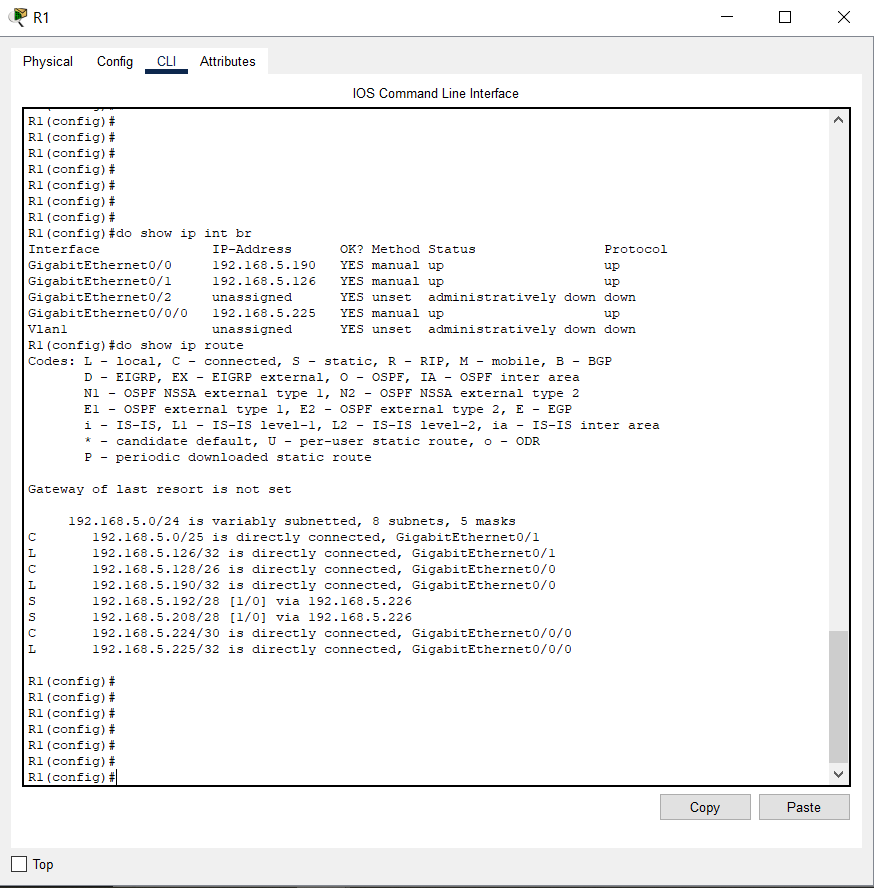 R1
Physical Config CLI Attributes
IOS Command Line Interface
R1(config)#
R1(config)#
R1(config)#
R1(config)#
R1(config)#
R1(config)#
R1(config)#
R1(config)#do show ip int br
Interface IP-Address OK? Method Status Protocol
GigabitEthernet0/0 192.168.5.190 YES manual up up
GigabitEthernet0/1 192.168.5.126 YES manual up up
GigabitEthernet0/2 unassigned YES unset administratively down down
GigabitEthernet0/0/0 192.168.5.225 YES manual up up
Vlan1 unassigned YES unset administratively down down
R1(config)#do show ip route
Codes: L - local, C - connected, S - static, R - RIP, M - mobile, B - BGP
D - EIGRP, EX - EIGRP external, O - OSPF, IA - OSPF inter area
N1 - OSPF NSSA external type 1, N2 - OSPF NSSA external type 2
E1 - OSPF external type 1, E2 - OSPF external type 2, E - EGP
i - IS-IS, L1 - IS-IS level-1, L2 - IS-IS level-2, ia - IS-IS inter area
* - candidate default, U - per-user static route, o - ODR
P - periodic downloaded static route
Gateway of last resort is not set
192.168.5.0/24 is variably subnetted, 8 subnets, 5 masks
C 192.168.5.0/25 is directly connected, GigabitEthernet0/1
L 192.168.5.126/32 is directly connected, GigabitEthernet0/1
C 192.168.5.128/26 is directly connected, GigabitEthernet0/0
L 192.168.5.190/32 is directly connected, GigabitEthernet0/0
S 192.168.5.192/28 [1/0] via 192.168.5.226
S 192.168.5.208/28 [1/0] via 192.168.5.226
C 192.168.5.224/30 is directly connected, GigabitEthernet0/0/0
L 192.168.5.225/32 is directly connected, GigabitEthernet0/0/0
R1(config)#
R1(config)#
R1(config)#
R1(config)#
R1(config)#
R1(config)#
R1(config)#
Copy Paste
Top